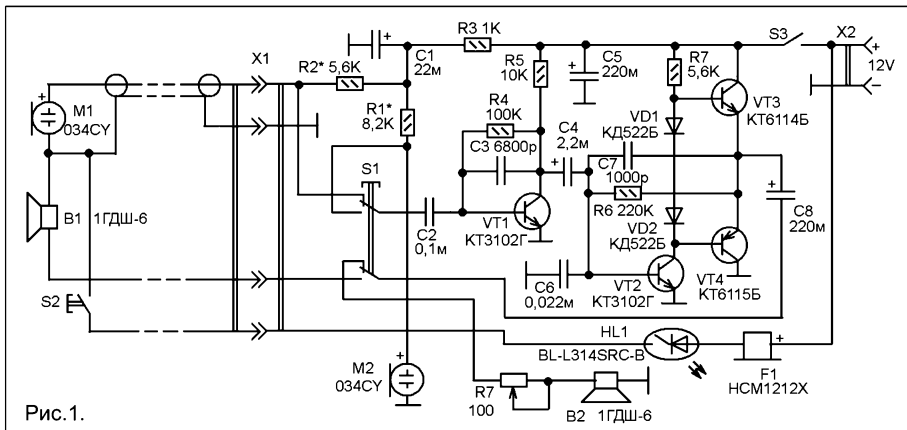 R3 1K
S3
X2
C1
22м
X1
R2* 5,6K
R5
10K
C5
220м
R7
5,6K
+
12V
–
M1
034CY
R1*
8,2K
R4
100K
C3 6800р
C4
2,2м
VD1
КД522Б
VT3
КТ6114Б
S1
C7
1000р
R6 220K
B1
1ГДШ-6
C2
0,1м
VT1
КТ3102Г
VD2
КД522Б
C8
220м
C6
0,022м
VT2
КТ3102Г
VT4
КТ6115Б
S2
HL1
BL-L314SRC-B
F1
HCM1212X
M2
034CY
R7
100
B2
1ГДШ-6
Рис.1.